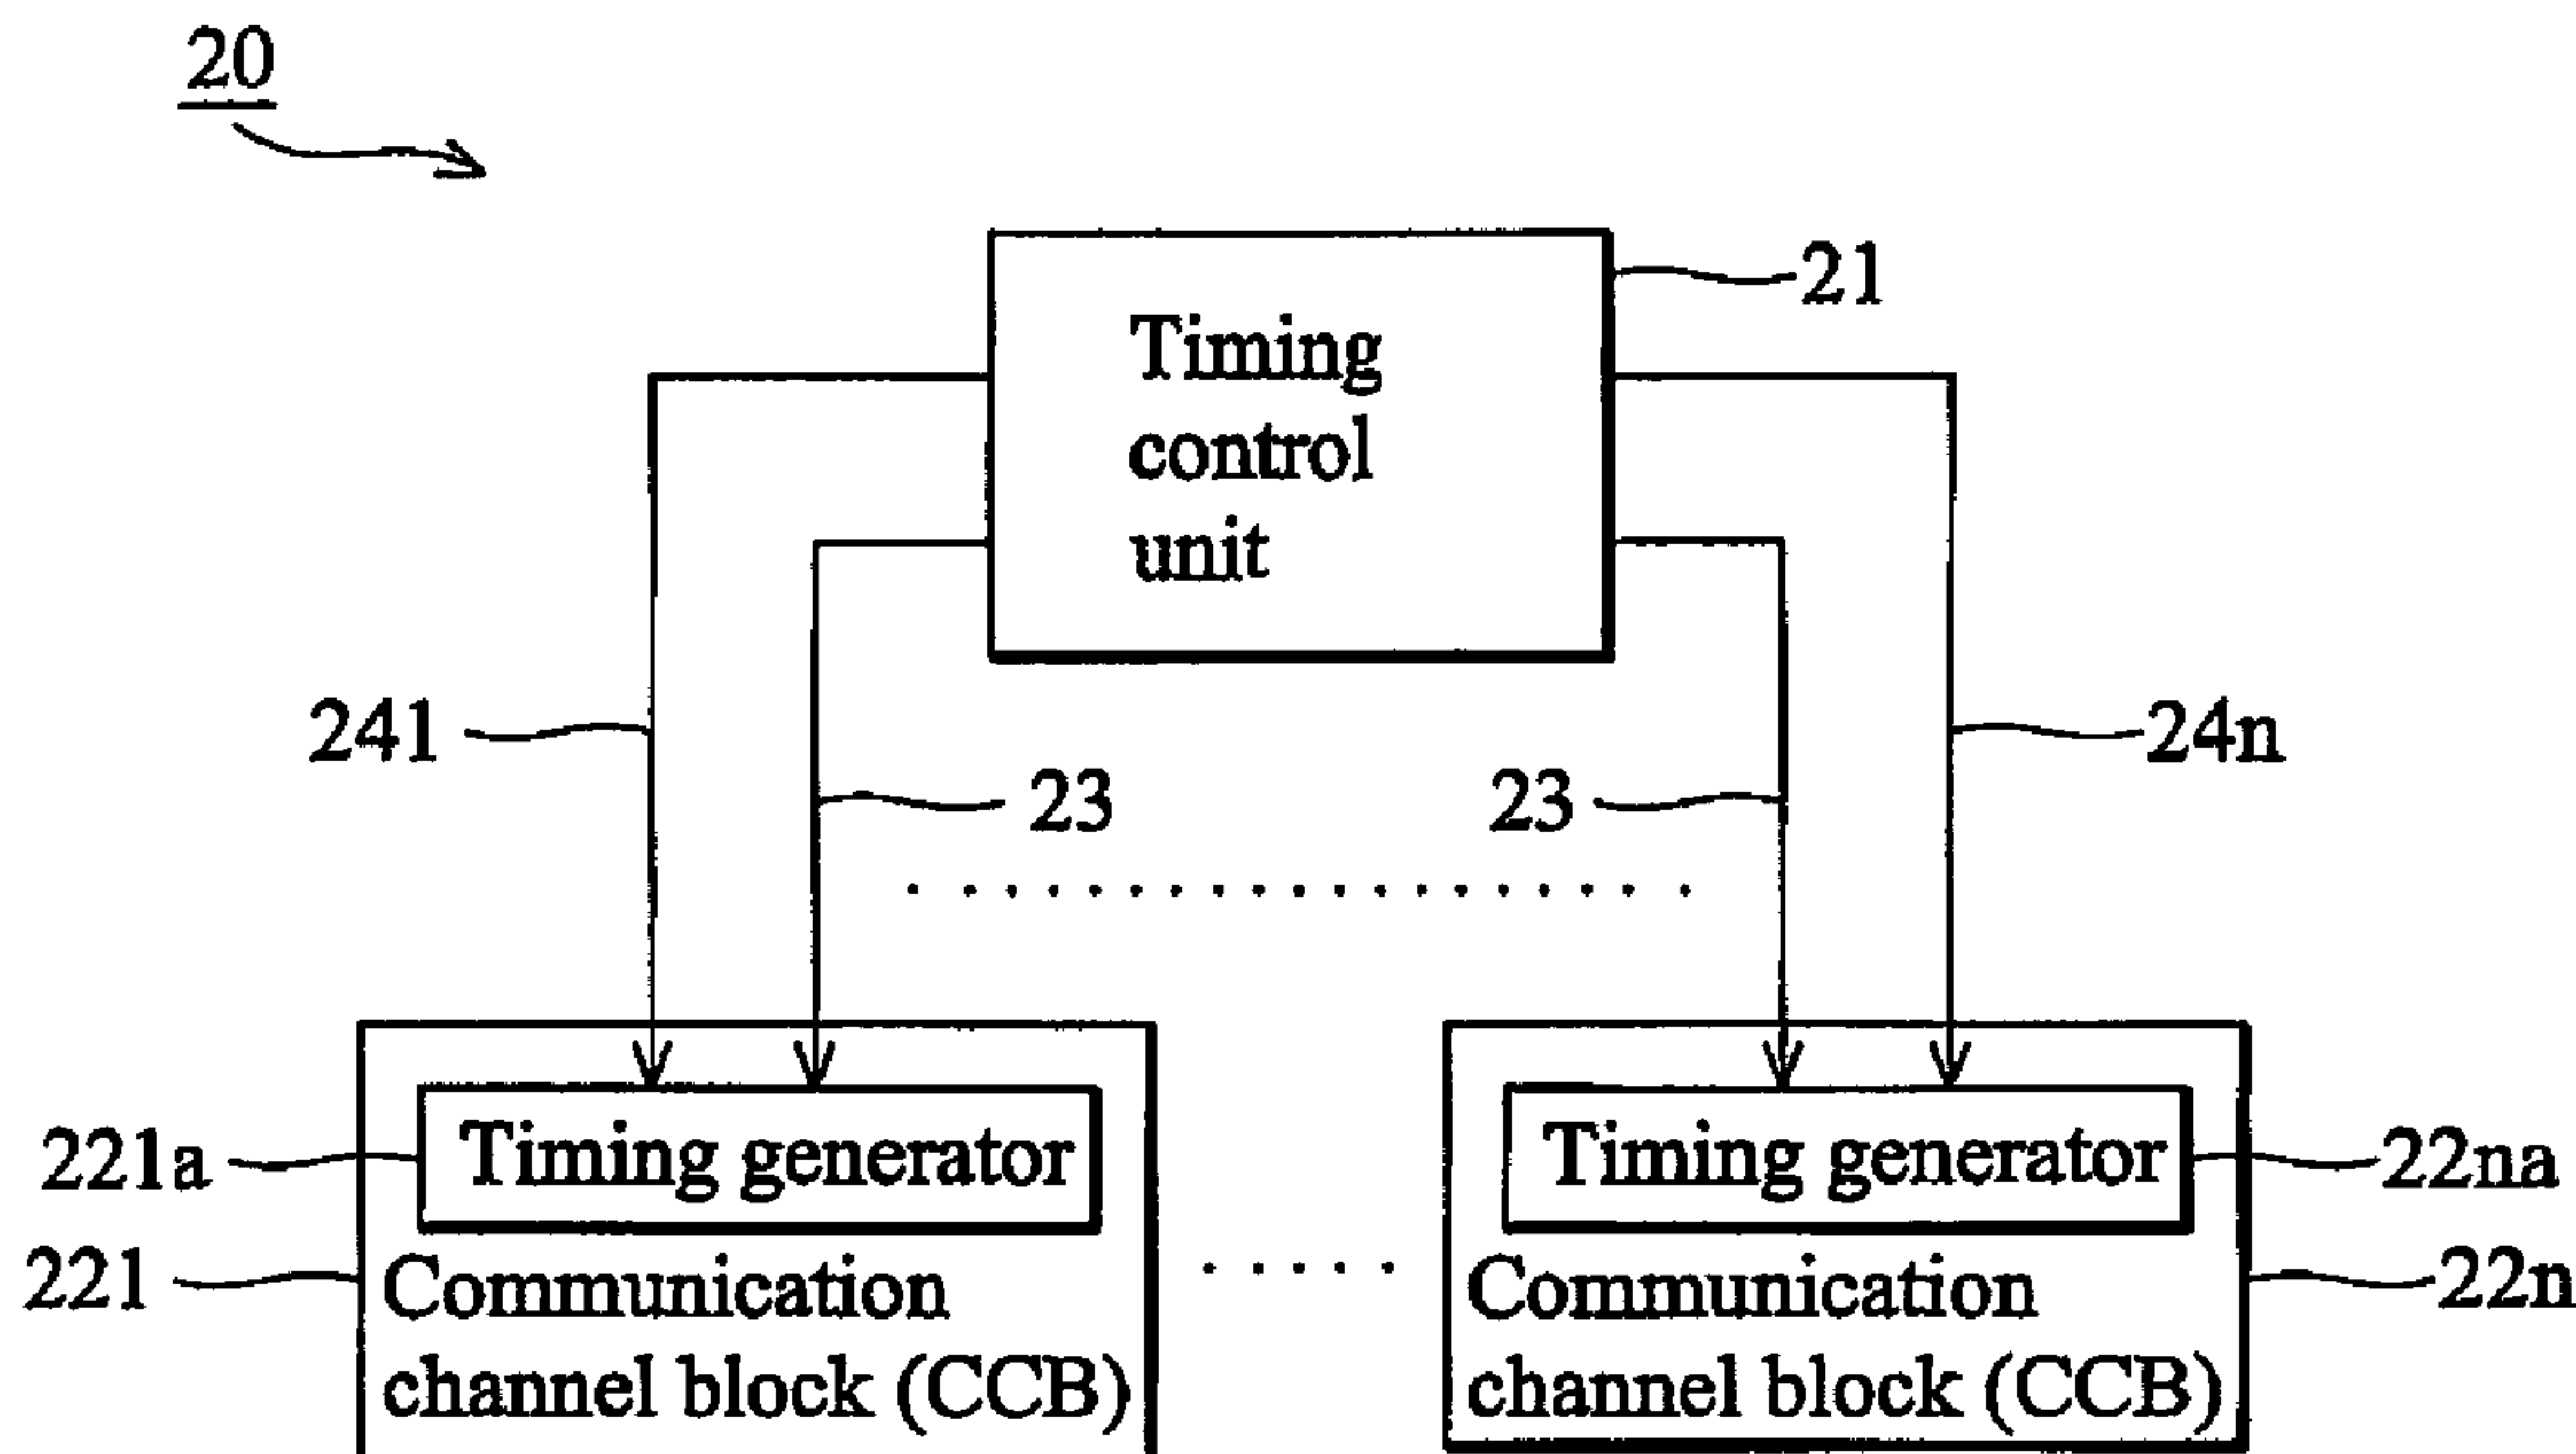 20
21
Timing
control
unit
241
24n
23
23
221a
Timing generator
Timing generator
22na
221
Communication
channel block (CCB)
Communication
channel block (CCB)
22n